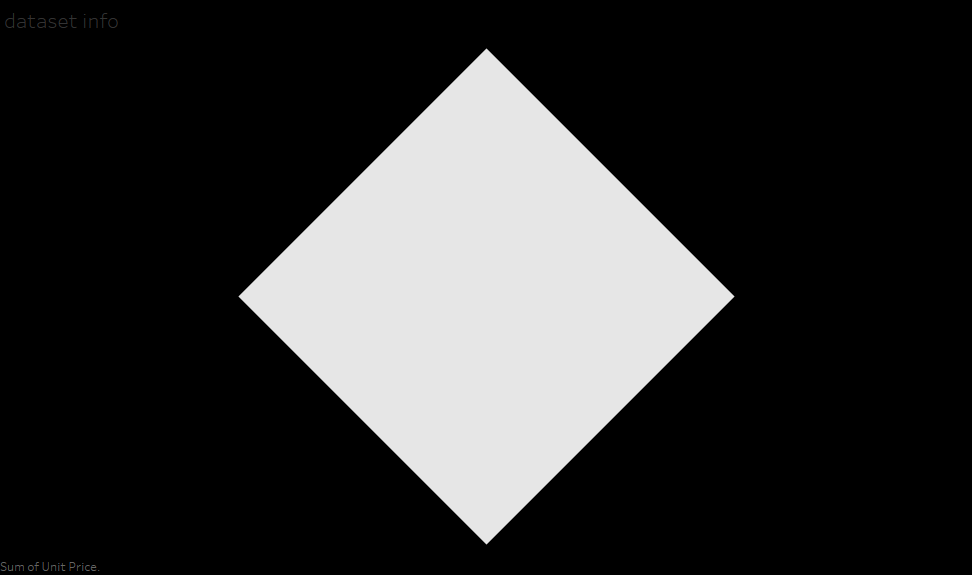 dataset info
Sum of Unit Price.